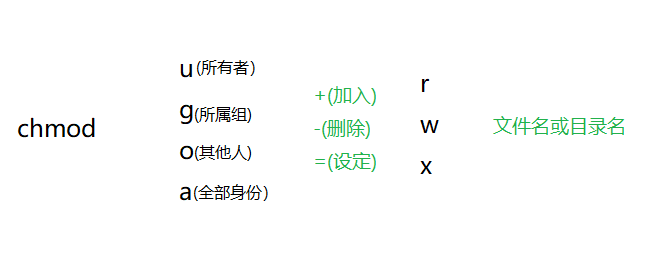 chmod
u(所有者)
g(所属组)
o(其他人)
a(全部身份)
+(加入)
-(删除)
=(设定)
r
w
x
文件名或目录名